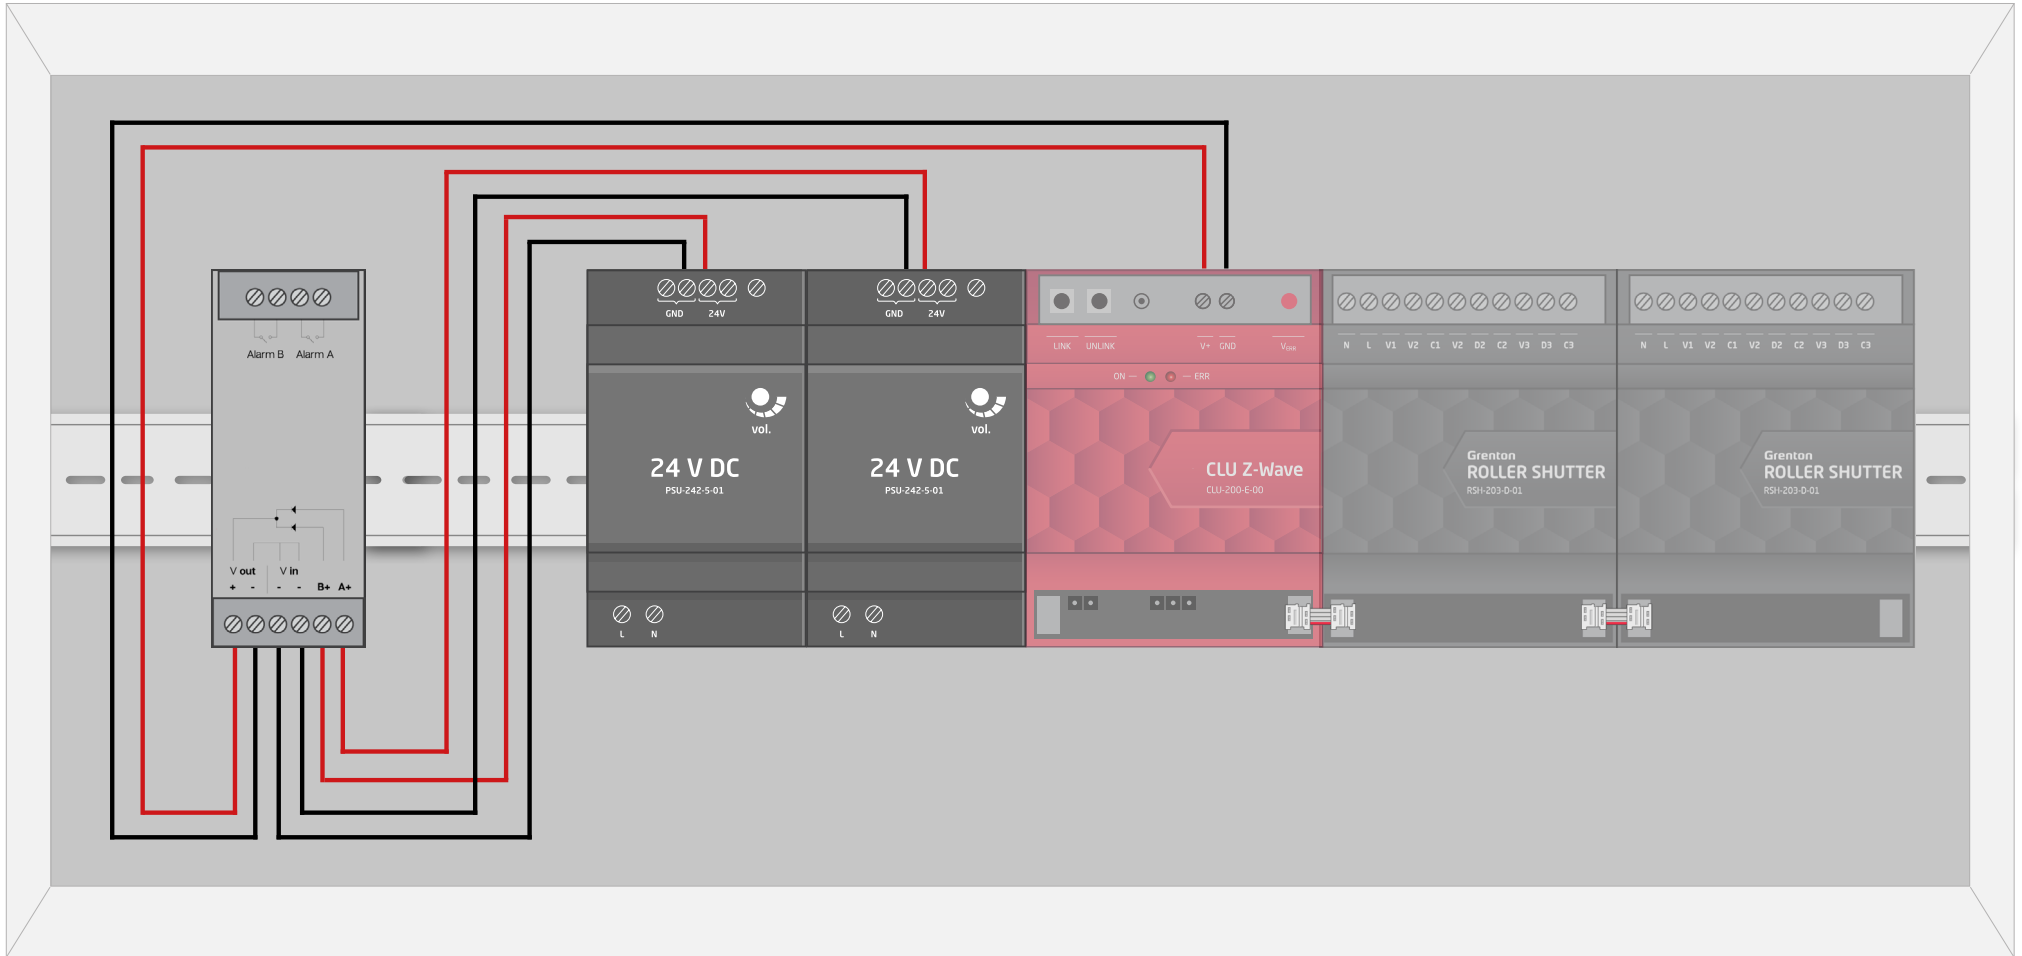 Alarm B Alarm A
V out V in
+ - - - B+ A+
GND 24V
vol.
24 V DC
PSU-242-5-01
L N
GND 24V
vol.
24 V DC
PSU-242-5-01
L N
LINK UNLINK V+ GND VERR
ON ERR
CLU Z-Wave
CLU-200-E-00
N L V1 V2 C1 V2 D2 C2 V3 D3 C3
Grenton
ROLLER SHUTTER
RSH-203-D-01
N L V1 V2 C1 V2 D2 C2 V3 D3 C3
Grenton
ROLLER SHUTTER
RSH-203-D-01